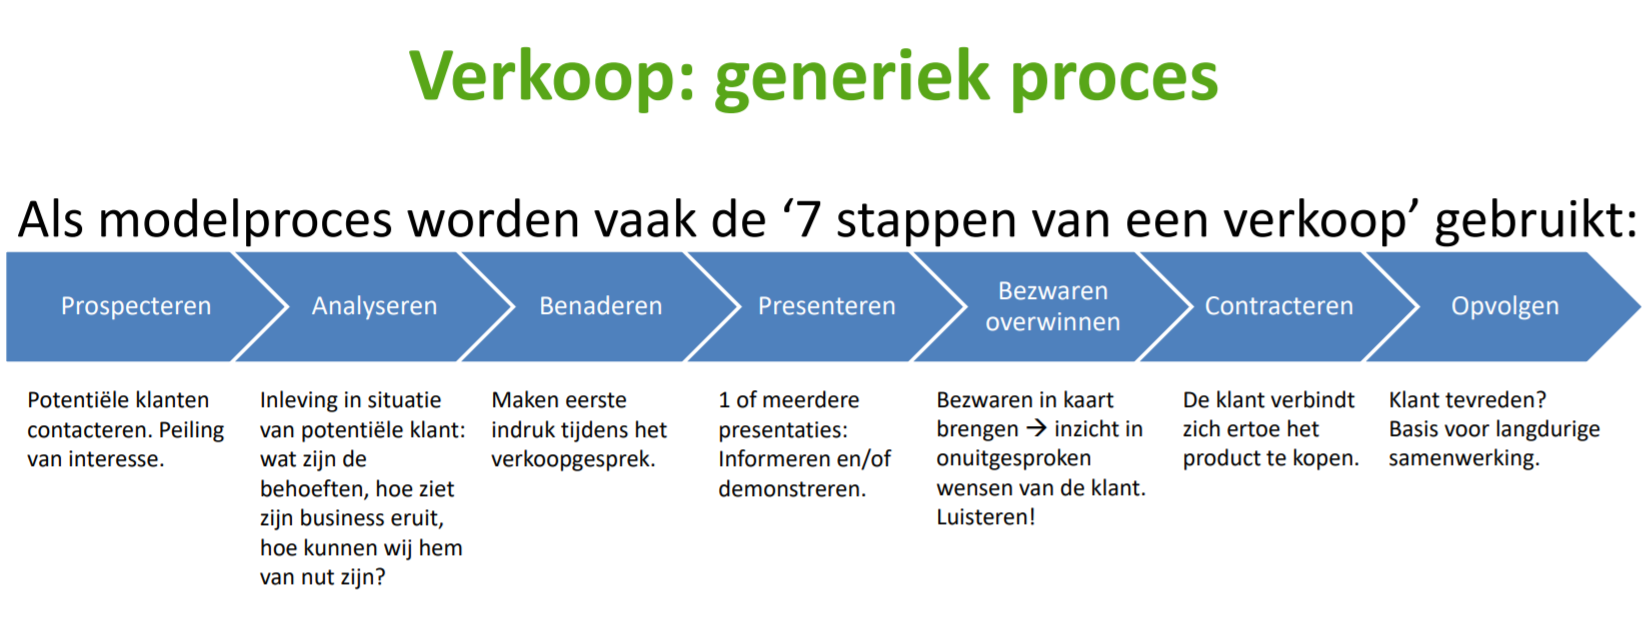 Verkoop: generiek proces
Als modelproces worden vaak de ‘7 stappen van een verkoop’ gebruikt:
Prospecteren
Analyseren
Benaderen
Presenteren
Bezwaren
overwinnen
Contracteren
Opvolgen
Potentiële klanten
contacteren. Peiling
van interesse.
Inleving in situatie
van potentiële klant:
wat zijn de
behoeften, hoe ziet
zijn business eruit,
hoe kunnen wij hem
van nut zijn?
Maken eerste
indruk tijdens het
verkoopgesprek.
1 of meerdere
presentaties:
Informeren en/of
demonstreren.
Bezwaren in kaart
brengen → inzicht in
onuitgesproken
wensen van de klant.
Luisteren!
De klant verbindt
zich ertoe het
product te kopen.
Klant tevreden?
Basis voor langdurige
samenwerking.